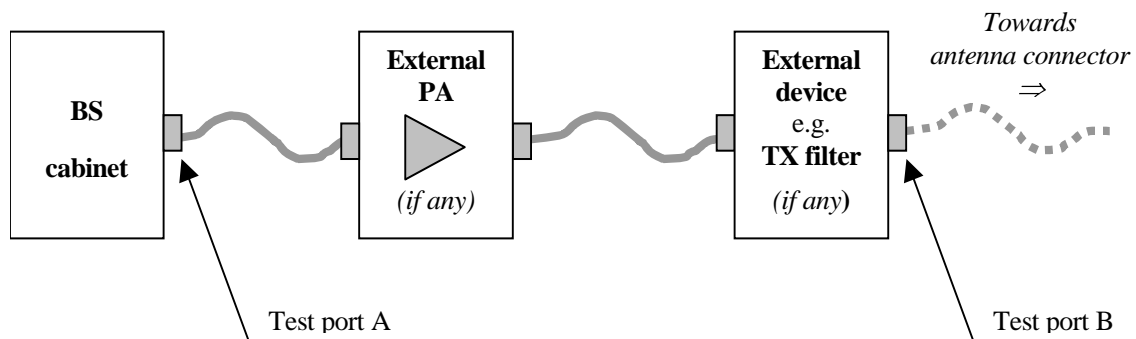 BS
cabinet
External
PA
(if any)
External
device
e.g.
TX filter
(if any)
Towards
antenna connector
⇒
Test port A
Test port B